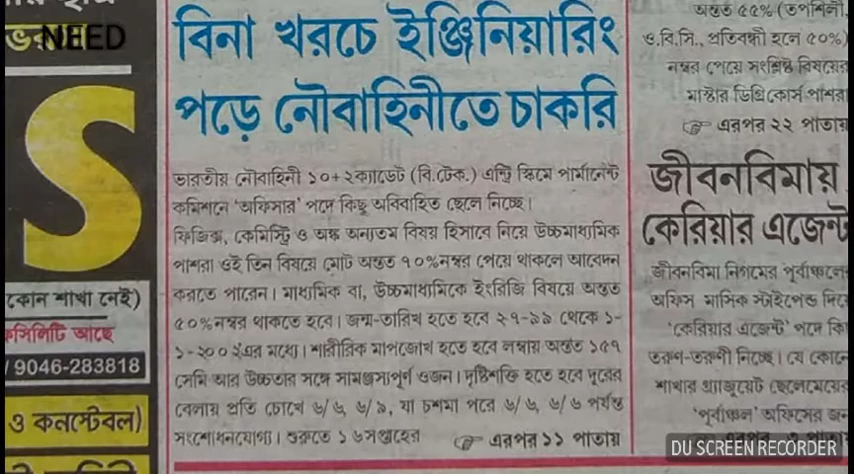 ভর
NEED
S
কোন শাখা নেই)
সিলিটি আছে
/ 9046-283818
ও কনস্টেবল)
বিনা খরচে ইঞ্জিনিয়ারিং
পড়ে নৌবাহিনীতে চাকরি
ভারতীয় নৌবাহিনী ১০+২ক্যাডেট (বি.টেক.) এন্ট্রি স্কিমে পার্মানেন্ট
কমিশনে 'অফিসার' পদে কিছু অবিবাহিত ছেলে নিচ্ছে।
ফিজিক্স, কেমিস্ট্রি ও অঙ্ক অন্যতম বিষয় হিসাবে নিয়ে উচ্চমাধ্যমিক
পাশরা ওই তিন বিষয়ে মোট অন্তত ৭০%নম্বর পেয়ে থাকলে আবেদন
করতে পারেন। মাধ্যমিক বা, উচ্চমাধ্যমিকে ইংরিজি বিষয়ে অন্তত
৫০%নম্বর থাকতে হবে। জন্ম-তারিখ হতে হবে ২-৭-৯৯ থেকে ১-
১-২০০২এর মধ্যে। শারীরিক মাপজোখ হতে হবে লম্বায় অন্তত ১৫৭
সেমি আর উচ্চতার সঙ্গে সামঞ্জস্যপূর্ণ ওজন। দৃষ্টিশক্তি হতে হবে দূরের
বেলায় প্রতি চোখে ৬/৬, ৬/৯, যা চশমা পরে ৬/৬, ৬/৬ পর্যন্ত
সংশোধনযোগ্য। শুরুতে ১৬সপ্তাহের ☞ এরপর ১১ পাতায়
অন্তত ৫৫% (তপশিলী,
ও.বি.সি., প্রতিবন্ধী হলে ৫০%)
নম্বর পেয়ে সংশ্লিষ্ট বিষয়ের
মাস্টার ডিগ্রি কোর্স পাশরা
☞ এরপর ২২ পাতায়
জীবনবিমায়
কেরিয়ার এজেন্ট
জীবনবিমা নিগমের পূর্বাঞ্চলে
অফিস মাসিক স্টাইপেন্ড দিয়ে
'কেরিয়ার এজেন্ট' পদে কি
তরুণ-তরুণী নিচ্ছে। যে কোনে
শাখার গ্র্যাজুয়েট ছেলেমেয়ের
'পূর্বাঞ্চল' অফিসের জন
DU SCREEN RECORDER